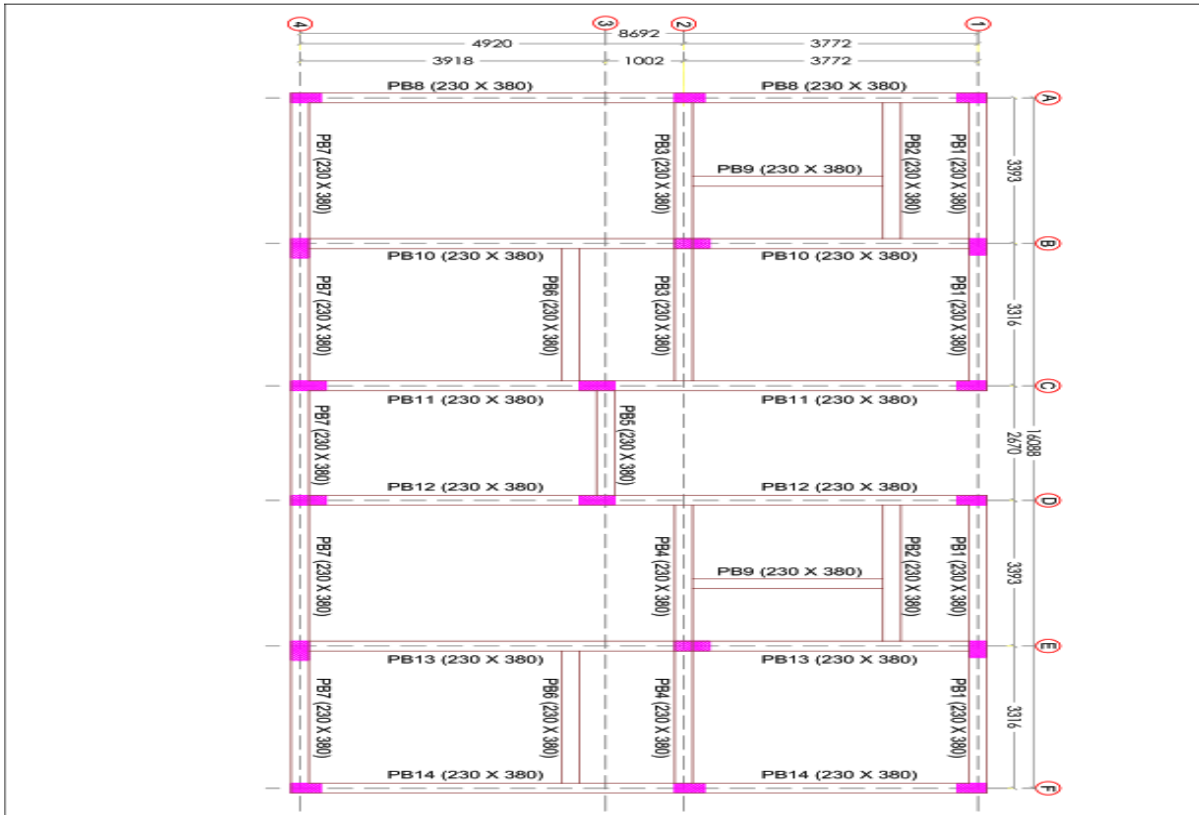 4 3 2 1
8692
4920 3772
3918 1002 3772
PB8 (230 X 380) PB8 (230 X 380)
A
PB7 (230 X 380) PB3 (230 X 380) PB2 (230 X 380) PB1 (230 X 380) 3393
PB9 (230 X 380)
B
PB10 (230 X 380) PB10 (230 X 380)
PB7 (230 X 380) PB6 (230 X 380) PB3 (230 X 380) PB1 (230 X 380) 3316
C
PB11 (230 X 380) PB11 (230 X 380)
PB7 (230 X 380) PB5 (230 X 380) 2670 16088
PB12 (230 X 380) PB12 (230 X 380)
D
PB7 (230 X 380) PB4 (230 X 380) PB2 (230 X 380) PB1 (230 X 380) 3393
PB9 (230 X 380)
E
PB13 (230 X 380) PB13 (230 X 380)
PB7 (230 X 380) PB6 (230 X 380) PB4 (230 X 380) PB1 (230 X 380) 3316
PB14 (230 X 380) PB14 (230 X 380)
F